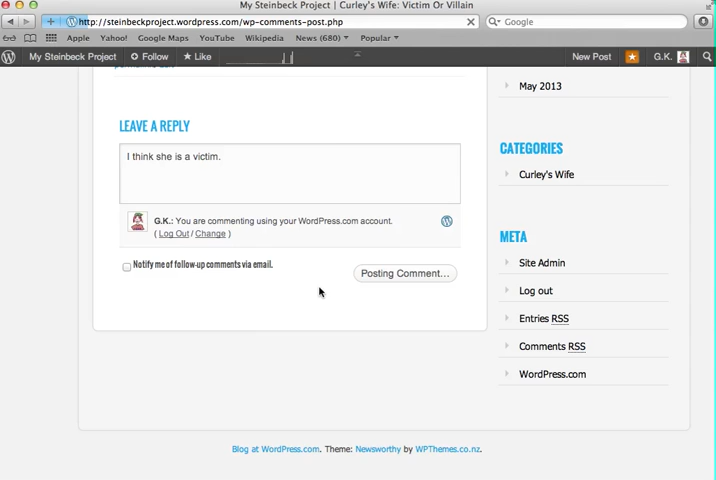 My Steinbeck Project | Curley's Wife: Victim Or Villain
http://steinbeckproject.wordpress.com/wp-comments-post.php
Google
Apple Yahoo! Google Maps YouTube Wikipedia News (680) Popular
My Steinbeck Project Follow Like New Post G.K.
May 2013
LEAVE A REPLY
I think she is a victim.
CATEGORIES
Curley's Wife
G.K.: You are commenting using your WordPress.com account.
( Log Out / Change )
META
Notify me of follow-up comments via email.
Posting Comment...
Site Admin
Log out
Entries RSS
Comments RSS
WordPress.com
Blog at WordPress.com. Theme: Newsworthy by WPThemes.co.nz.